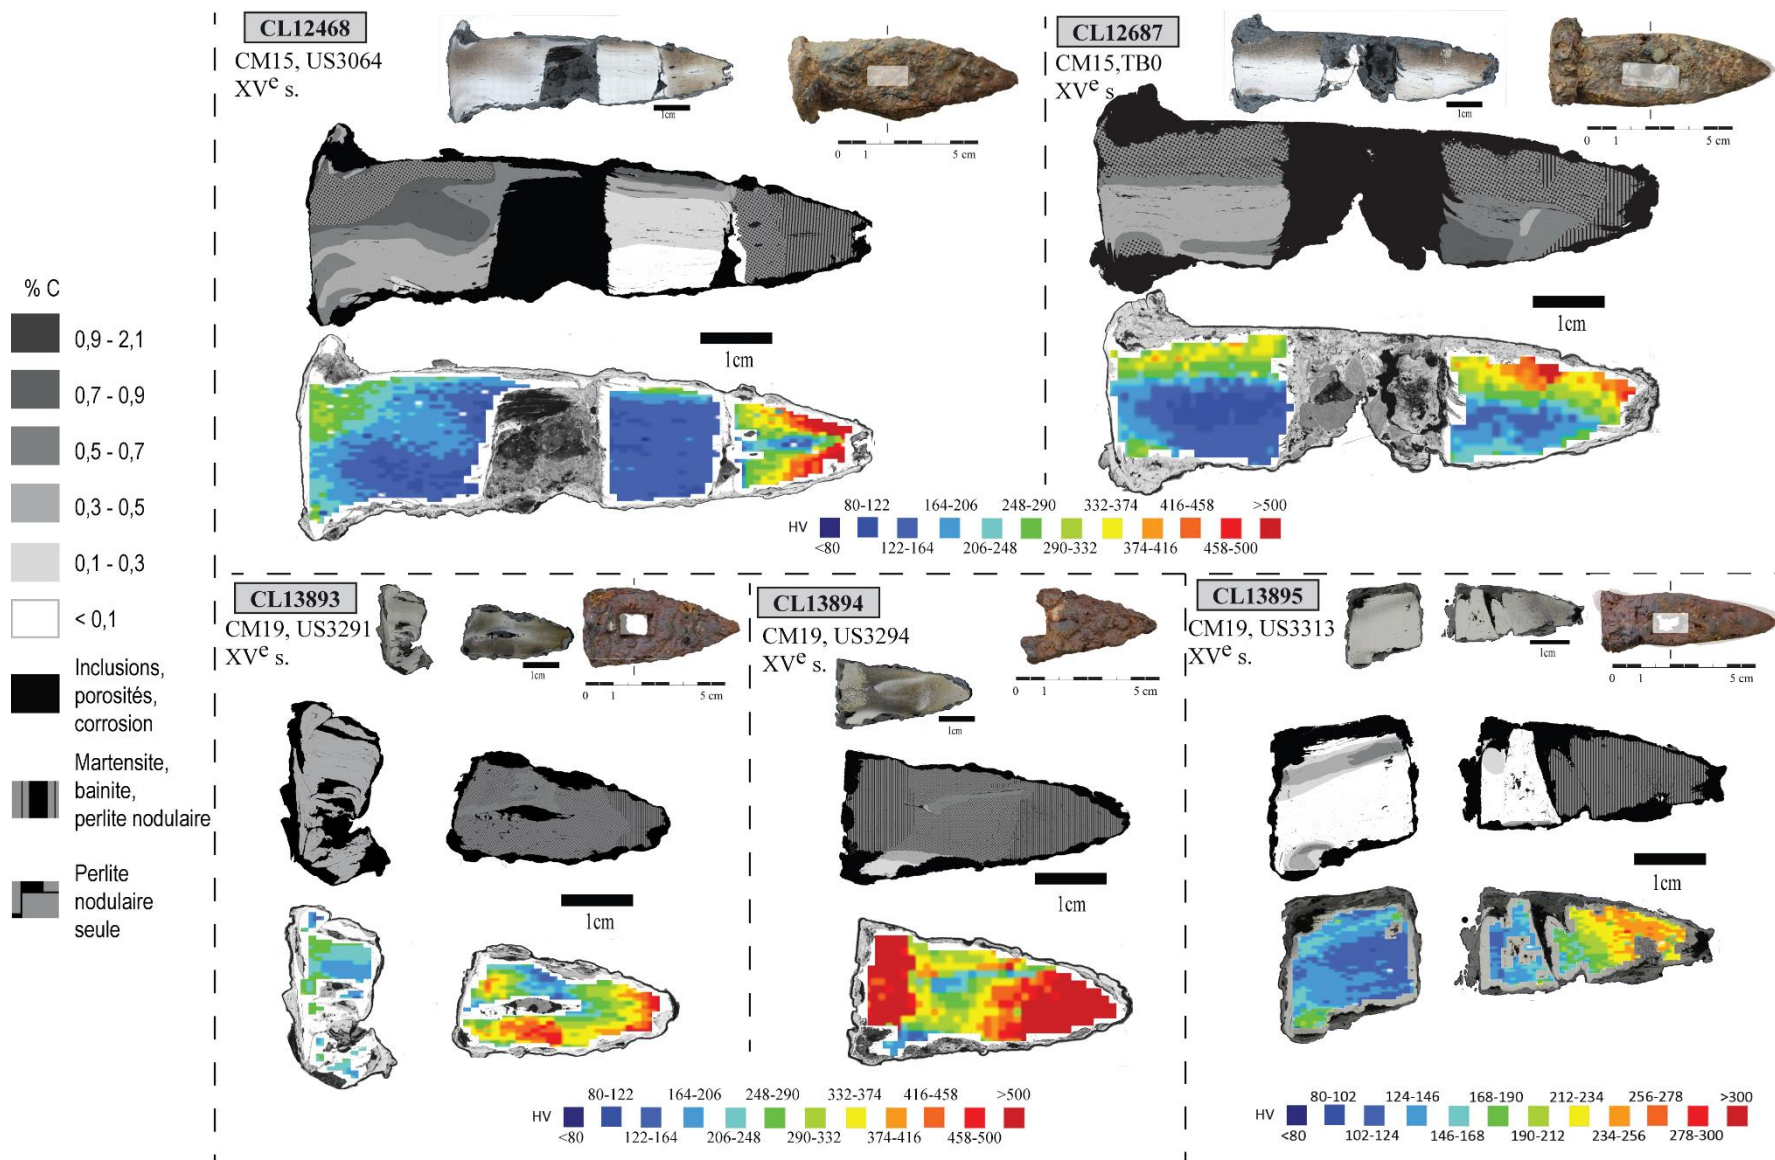 % C
0,9 - 2,1
0,7 - 0,9
0,5 - 0,7
0,3 - 0,5
0,1 - 0,3
< 0,1
Inclusions,
porosités,
corrosion
Martensite,
bainite,
perlite nodulaire
Perlite
nodulaire
seule
CL12468
CM15, US3064
XVe s.
1cm
0 1 5 cm
1cm
CL12687
CM15,TB0
XVe s
1cm
0 1 5 cm
1cm
80-122 164-206 248-290 332-374 416-458 >500
HV
<80 122-164 206-248 290-332 374-416 458-500
CL13893
CM19, US3291
XVe s.
1cm
0 1 5 cm
1cm
CL13894
CM19, US3294
XVe s.
0 1 5 cm
1cm
1cm
80-122 164-206 248-290 332-374 416-458 >500
HV
<80 122-164 206-248 290-332 374-416 458-500
CL13895
CM19, US3313
XVe s.
1cm
0 1 5 cm
1cm
80-102 124-146 168-190 212-234 256-278 >300
HV
<80 102-124 146-168 190-212 234-256 278-300